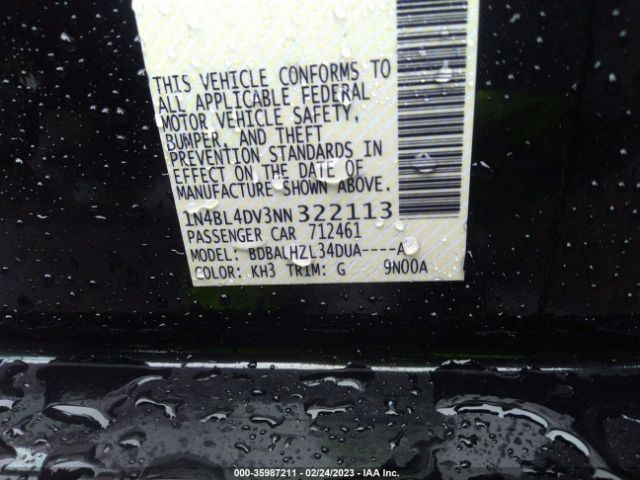 THIS VEHICLE CONFORMS TO
ALL APPLICABLE FEDERAL
MOTOR VEHICLE SAFETY,
BUMPER, AND THEFT
PREVENTION STANDARDS IN
EFFECT ON THE DATE OF
MANUFACTURE SHOWN ABOVE.
1N4BL4DV3NN322113
PASSENGER CAR 712461
MODEL: BDBALHZL34DUA----A
COLOR: KH3 TRIM: G 9N00A
000-35987211 - 02/24/2023 - IAA Inc.